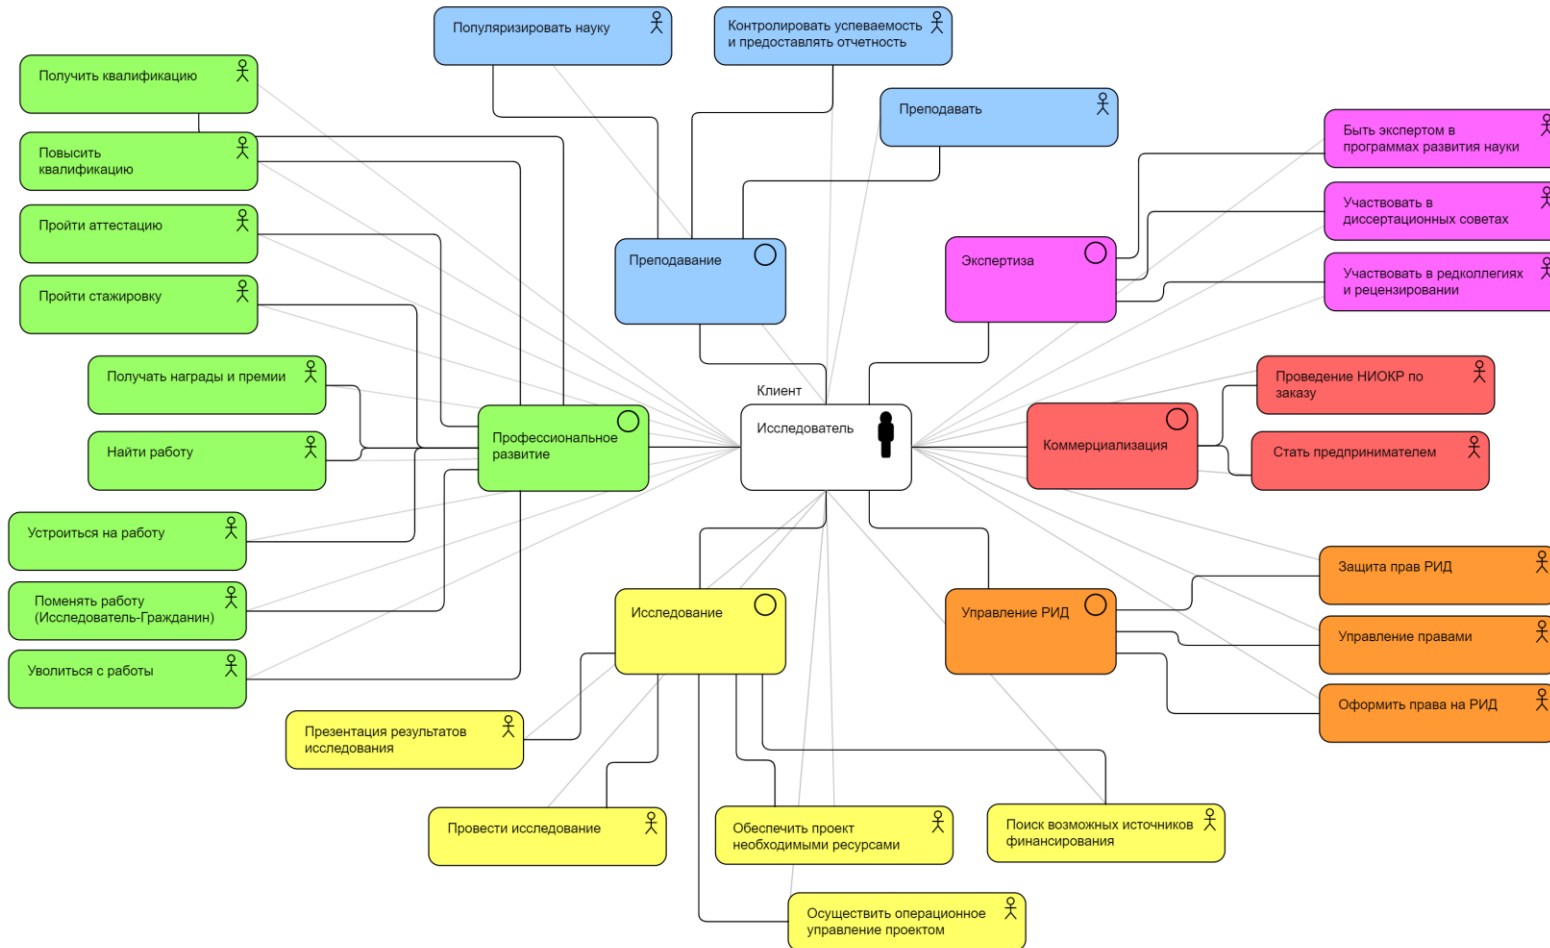 Популяризировать науку
Контролировать успеваемость
и предоставлять отчетность
Получить квалификацию
Преподавать
Быть экспертом в
программах развития науки
Повысить
квалификацию
Участвовать в
диссертационных советах
Пройти аттестацию
Преподавание
Экспертиза
Участвовать в редколлегиях
и рецензировании
Пройти стажировку
Получать награды и премии
Клиент
Исследователь
Проведение НИОКР по
заказу
Найти работу
Профессиональное
развитие
Коммерциализация
Стать предпринимателем
Устроиться на работу
Защита прав РИД
Поменять работу
(Исследователь-Гражданин)
Исследование
Управление РИД
Управление правами
Уволиться с работы
Оформить права на РИД
Презентация результатов
исследования
Провести исследование
Обеспечить проект
необходимыми ресурсами
Поиск возможных источников
финансирования
Осуществить операционное
управление проектом